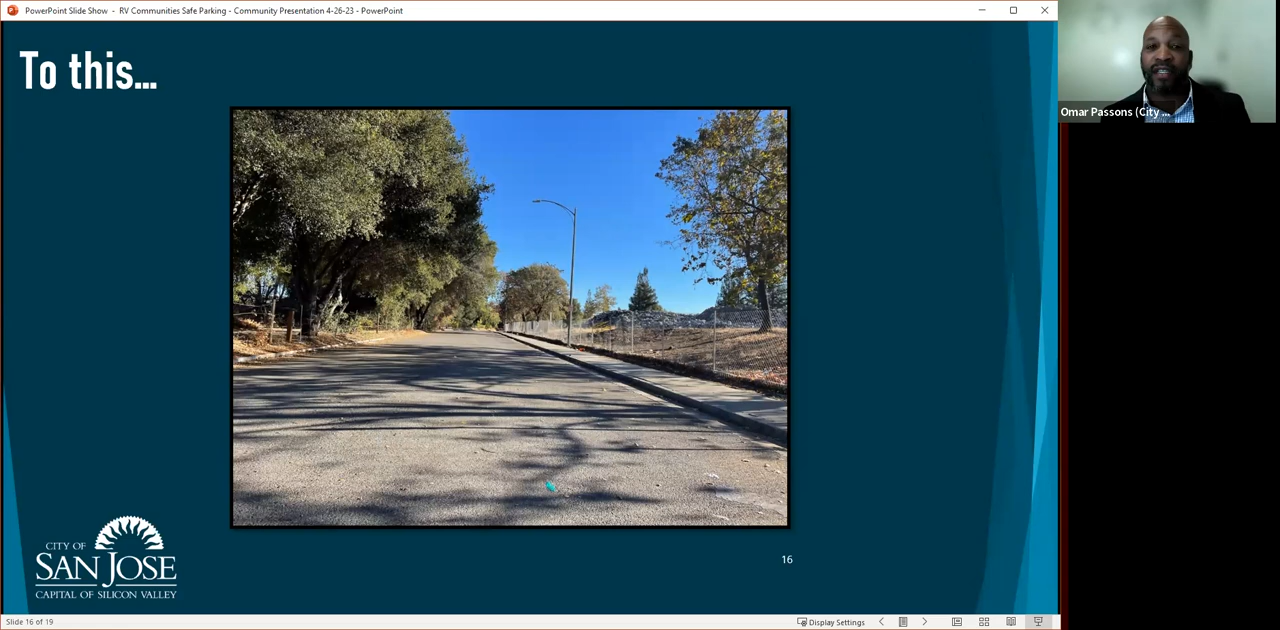 PowerPoint Slide Show - RV Communities Safe Parking - Community Presentation 4-26-23 - PowerPoint
To this...
Omar Passons (City ...
CITY OF
SAN JOSE
CAPITAL OF SILICON VALLEY
16
Slide 16 of 19
Display Settings